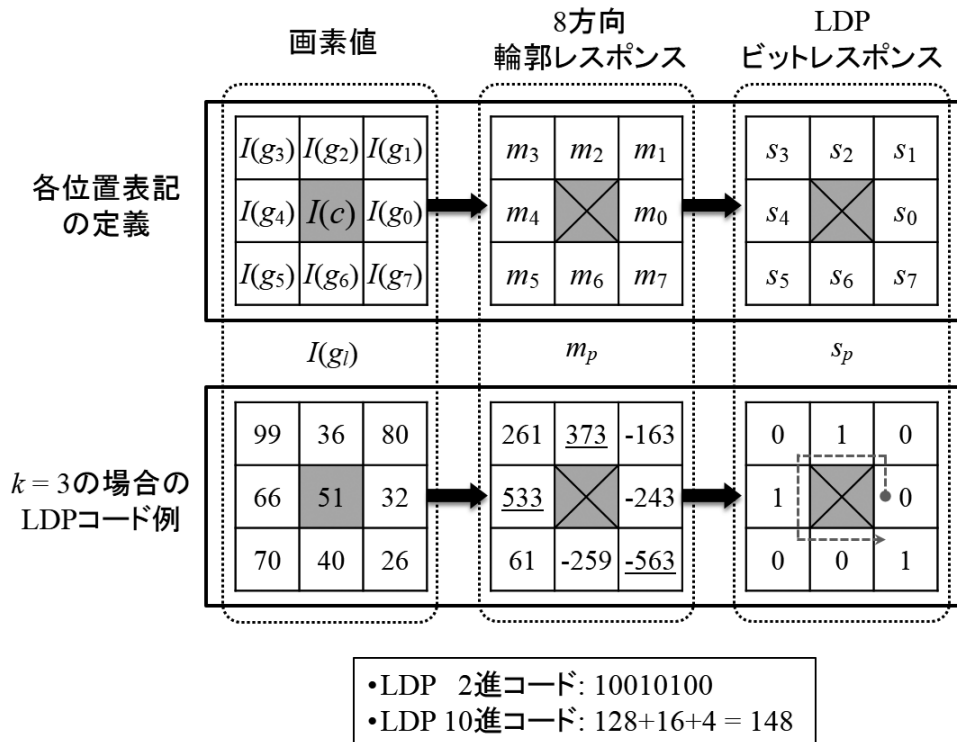 画素値
8方向
輪郭レスポンス
LDP
ビットレスポンス
各位置表記
の定義
I(g₃) I(g₂) I(g₁)
I(g₄) I(c) I(g₀)
I(g₅) I(g₆) I(g₇)
m₃ m₂ m₁
m₄ m₀
m₅ m₆ m₇
s₃ s₂ s₁
s₄ s₀
s₅ s₆ s₇
I(gₗ) mₚ sₚ
k = 3の場合の
LDPコード例
99 36 80
66 51 32
70 40 26
261 373 -163
533 -243
61 -259 -563
0 1 0
1 0
0 0 1
•LDP 2進コード: 10010100
•LDP 10進コード: 128+16+4 = 148